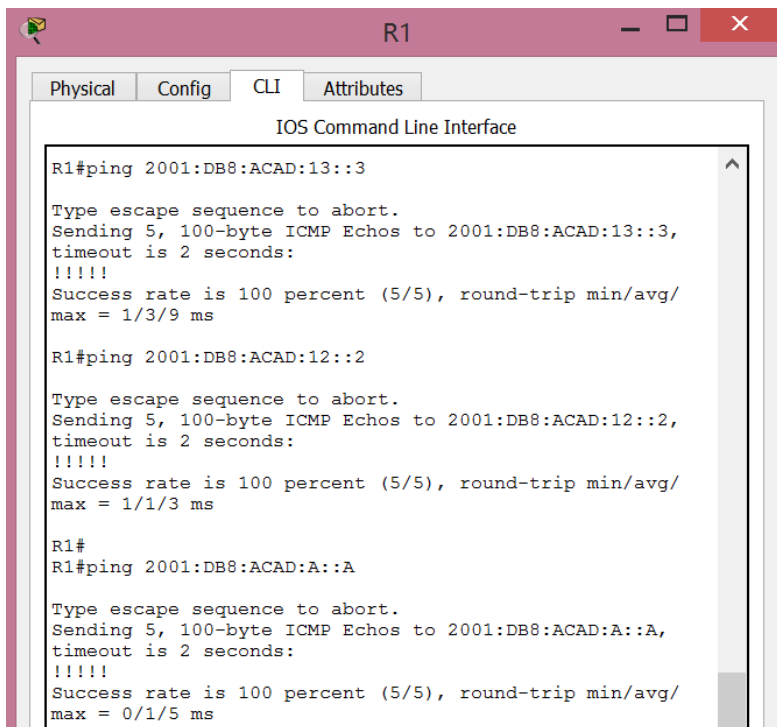 R1
Physical Config CLI Attributes
IOS Command Line Interface
R1#ping 2001:DB8:ACAD:13::3
Type escape sequence to abort.
Sending 5, 100-byte ICMP Echos to 2001:DB8:ACAD:13::3,
timeout is 2 seconds:
!!!!!
Success rate is 100 percent (5/5), round-trip min/avg/
max = 1/3/9 ms
R1#ping 2001:DB8:ACAD:12::2
Type escape sequence to abort.
Sending 5, 100-byte ICMP Echos to 2001:DB8:ACAD:12::2,
timeout is 2 seconds:
!!!!!
Success rate is 100 percent (5/5), round-trip min/avg/
max = 1/1/3 ms
R1#
R1#ping 2001:DB8:ACAD:A::A
Type escape sequence to abort.
Sending 5, 100-byte ICMP Echos to 2001:DB8:ACAD:A::A,
timeout is 2 seconds:
!!!!!
Success rate is 100 percent (5/5), round-trip min/avg/
max = 0/1/5 ms